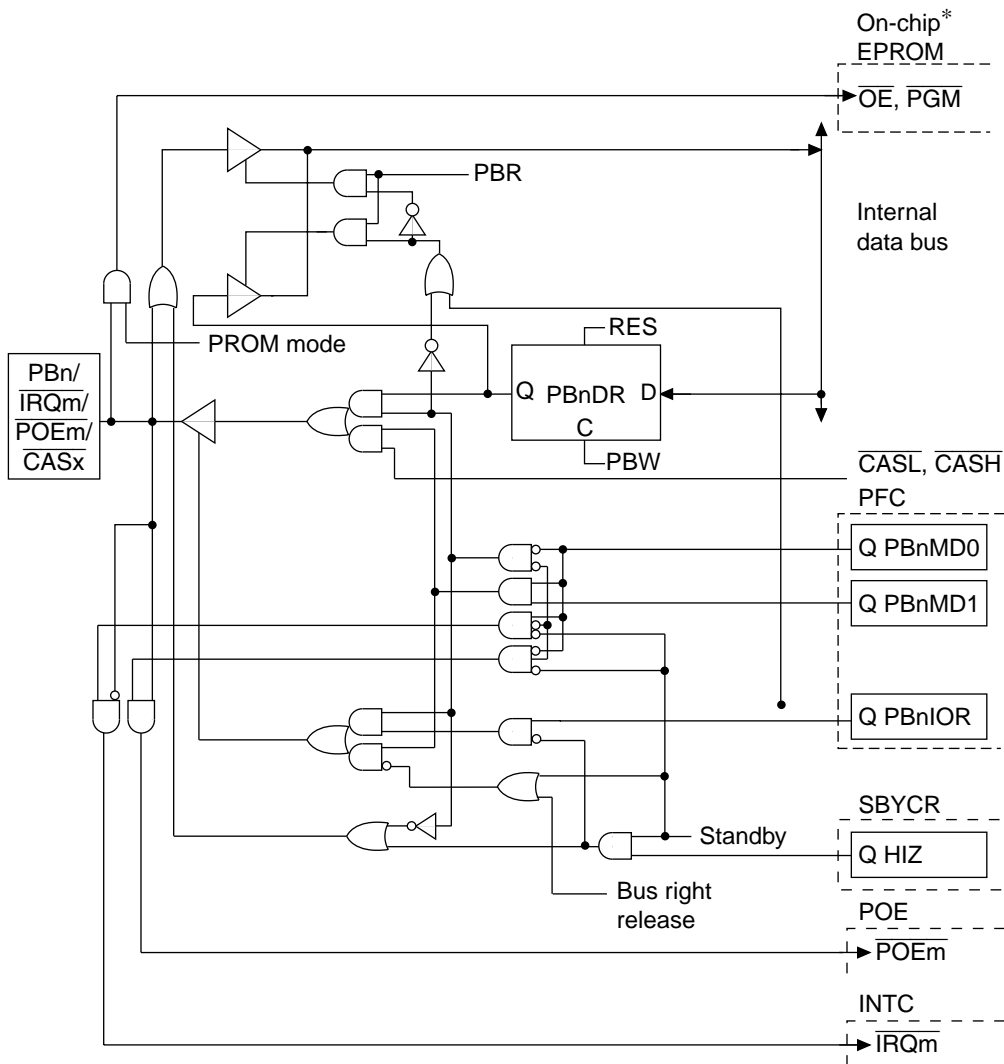 On-chip*
EPROM
OE, PGM
PBR
Internal
data bus
PROM mode
RES
PBn/
IRQm/
POEm/
CASx
Q PBnDR D
C
PBW
CASL, CASH
PFC
Q PBnMD0
Q PBnMD1
Q PBnIOR
SBYCR
Standby
Q HIZ
Bus right
release
POE
POEm
INTC
IRQm